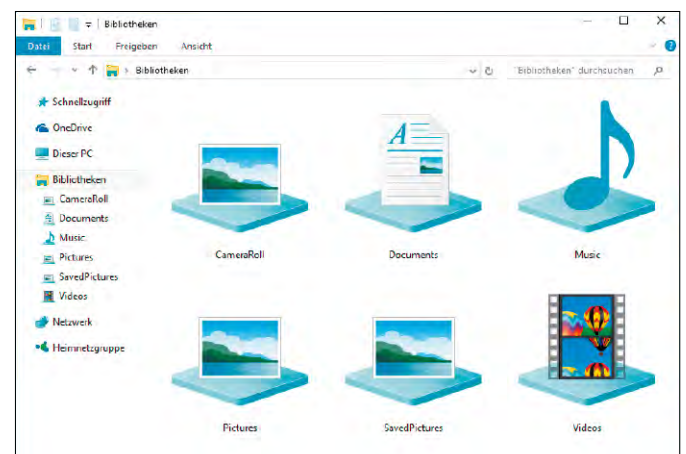 Bibliotheken
Datei Start Freigeben Ansicht
Bibliotheken "Bibliotheken" durchsuchen
Schnellzugriff
OneDrive
Dieser PC
Bibliotheken
CameraRoll
Documents
Music
Pictures
SavedPictures
Videos
Netzwerk
Heimnetzgruppe
A
CameraRoll Documents Music
Pictures SavedPictures Videos